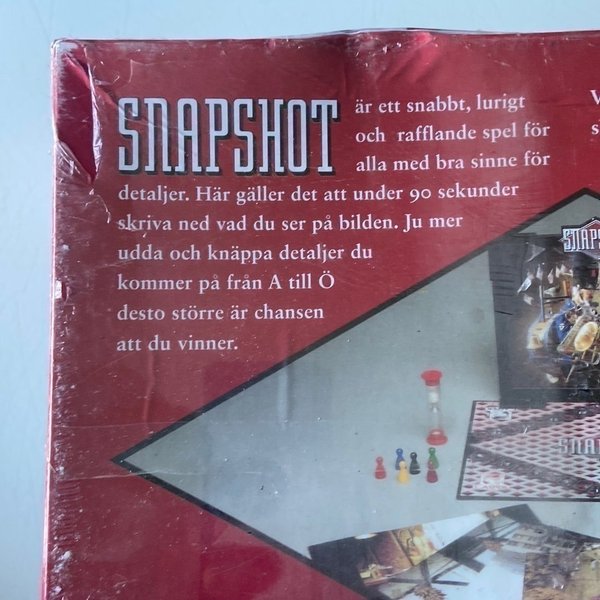 SNAPSHOT är ett snabbt, lurigt
och rafflande spel för
alla med bra sinne för
detaljer. Här gäller det att under 90 sekunder
skriva ned vad du ser på bilden. Ju mer
udda och knäppa detaljer du
kommer på från A till Ö
desto större är chansen
att du vinner.